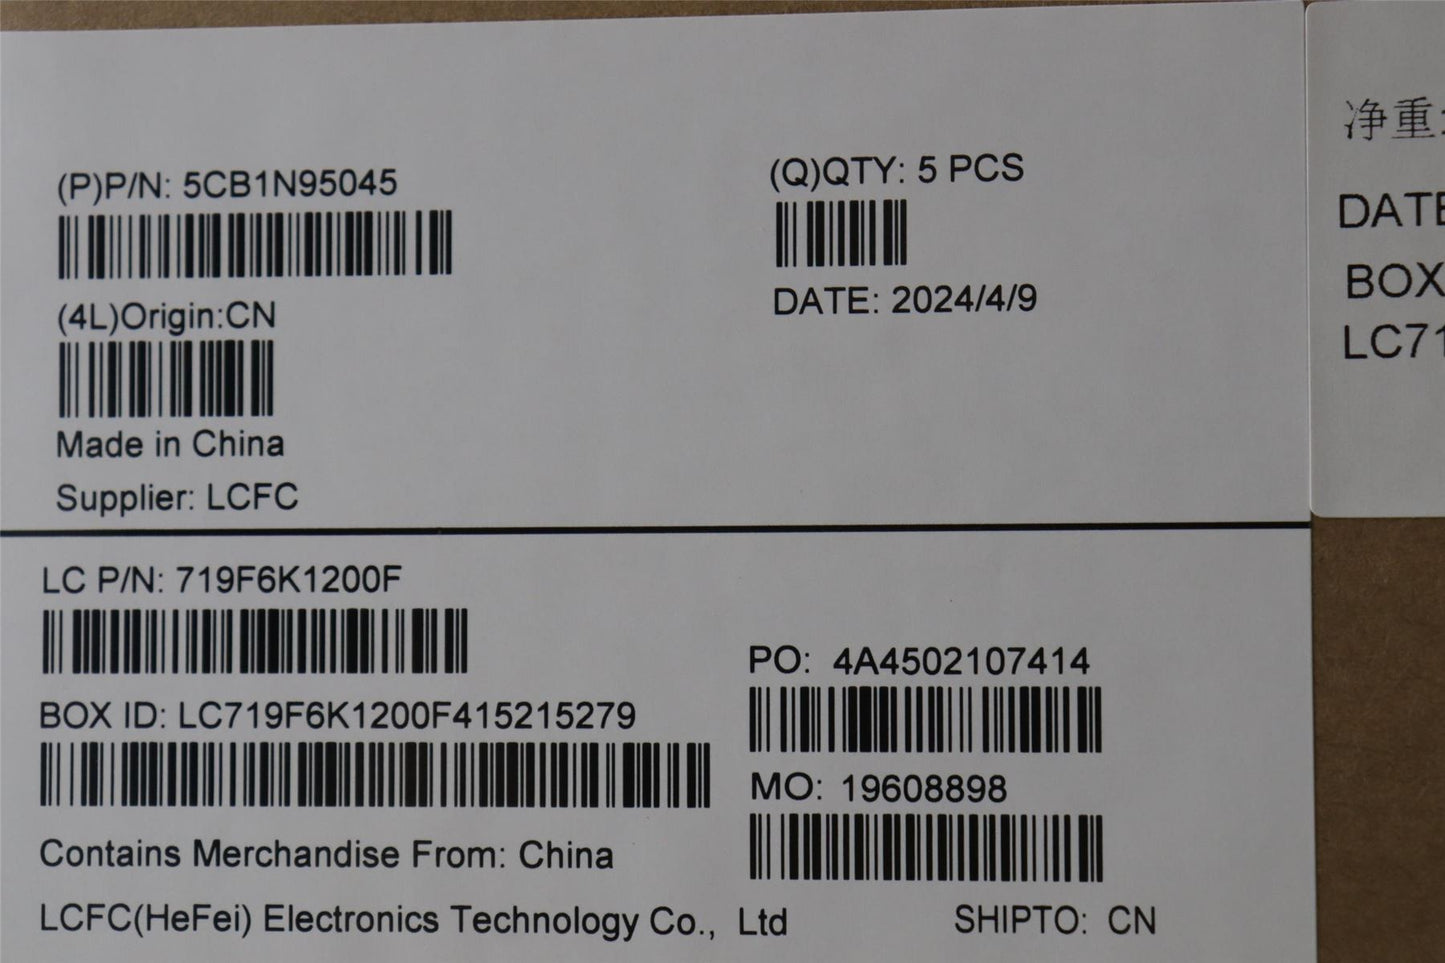 (P)P/N: 5CB1N95045
(Q)QTY: 5 PCS
DATE: 2024/4/9
(4L)Origin:CN
Made in China
Supplier: LCFC
LC P/N: 719F6K1200F
BOX ID: LC719F6K1200F415215279
PO: 4A4502107414
MO: 19608898
Contains Merchandise From: China
LCFC(HeFei) Electronics Technology Co., Ltd
SHIPTO: CN
净重:
DATE
BOX
LC71